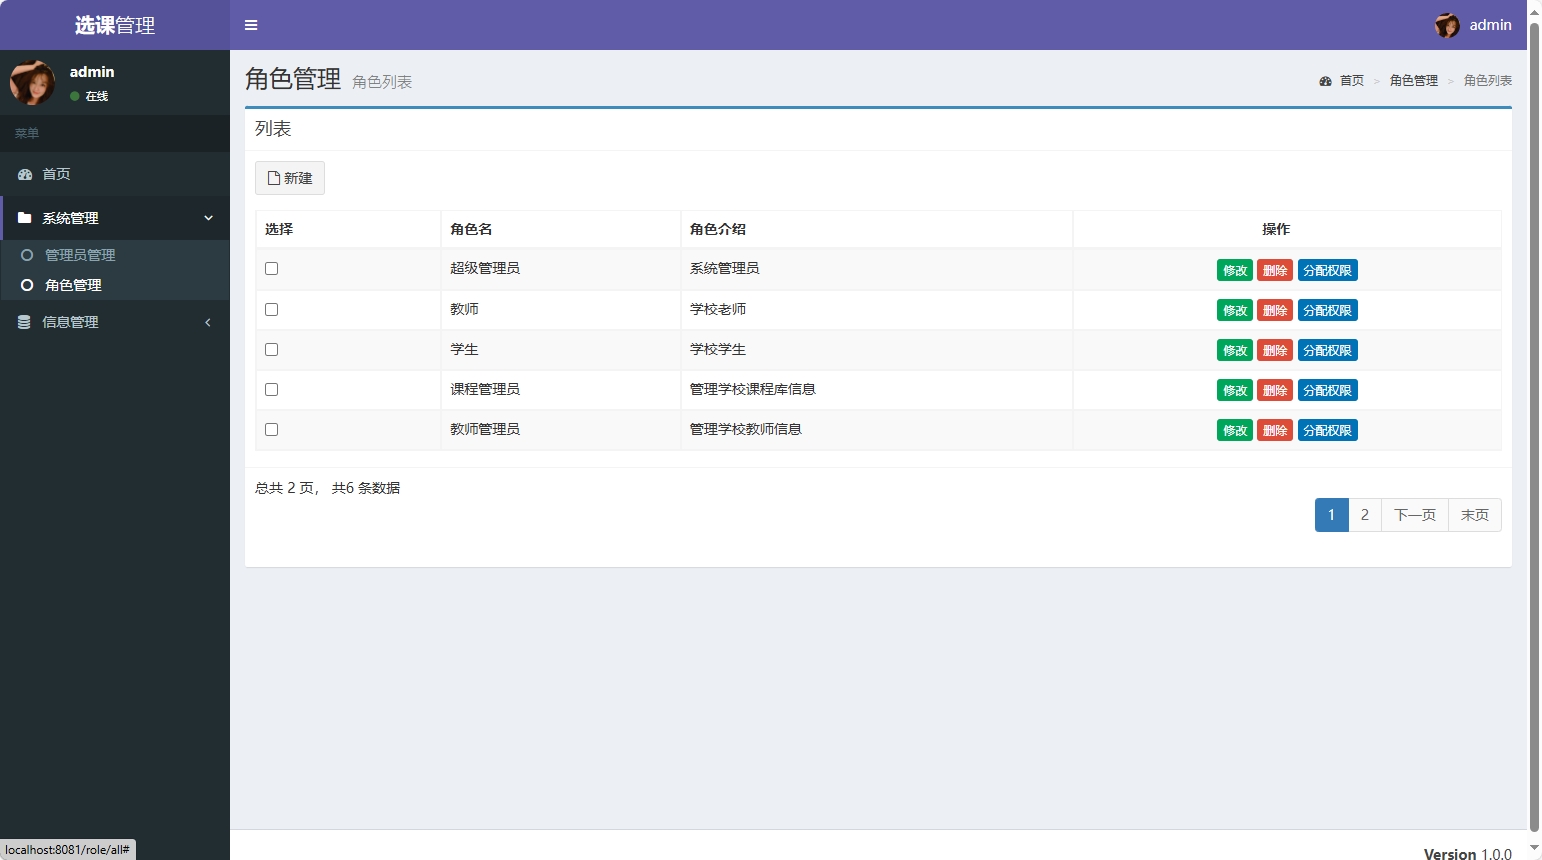 选课管理
admin
admin
在线
菜单
首页
系统管理
管理员管理
角色管理
信息管理
角色管理 角色列表
首页 > 角色管理 > 角色列表
列表
新建
选择 角色名 角色介绍 操作
超级管理员 系统管理员 修改 删除 分配权限
教师 学校老师 修改 删除 分配权限
学生 学校学生 修改 删除 分配权限
课程管理员 管理学校课程库信息 修改 删除 分配权限
教师管理员 管理学校教师信息 修改 删除 分配权限
总共 2 页， 共6 条数据
1 2 下一页 末页
localhost:8081/role/all#
Version 1.0.0